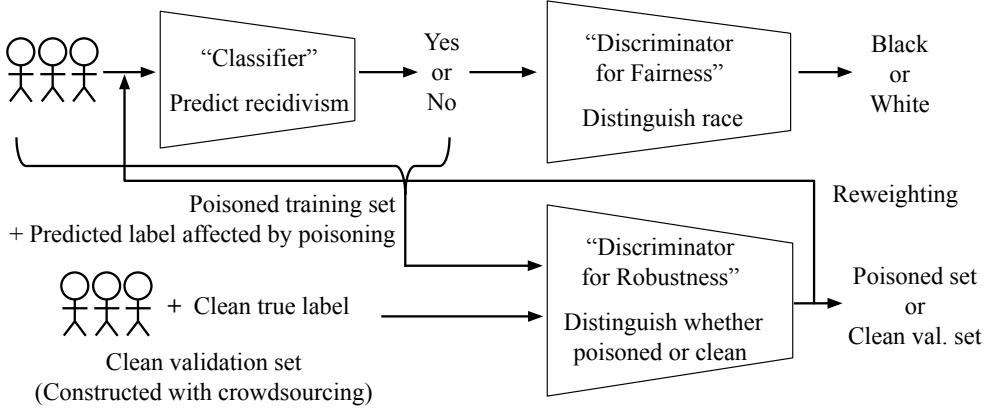 “Classifier”
Predict recidivism
Yes
or
No
“Discriminator
for Fairness”
Distinguish race
Black
or
White
Reweighting
Poisoned training set
+ Predicted label affected by poisoning
“Discriminator
for Robustness”
Distinguish whether
poisoned or clean
Poisoned set
or
Clean val. set
+ Clean true label
Clean validation set
(Constructed with crowdsourcing)